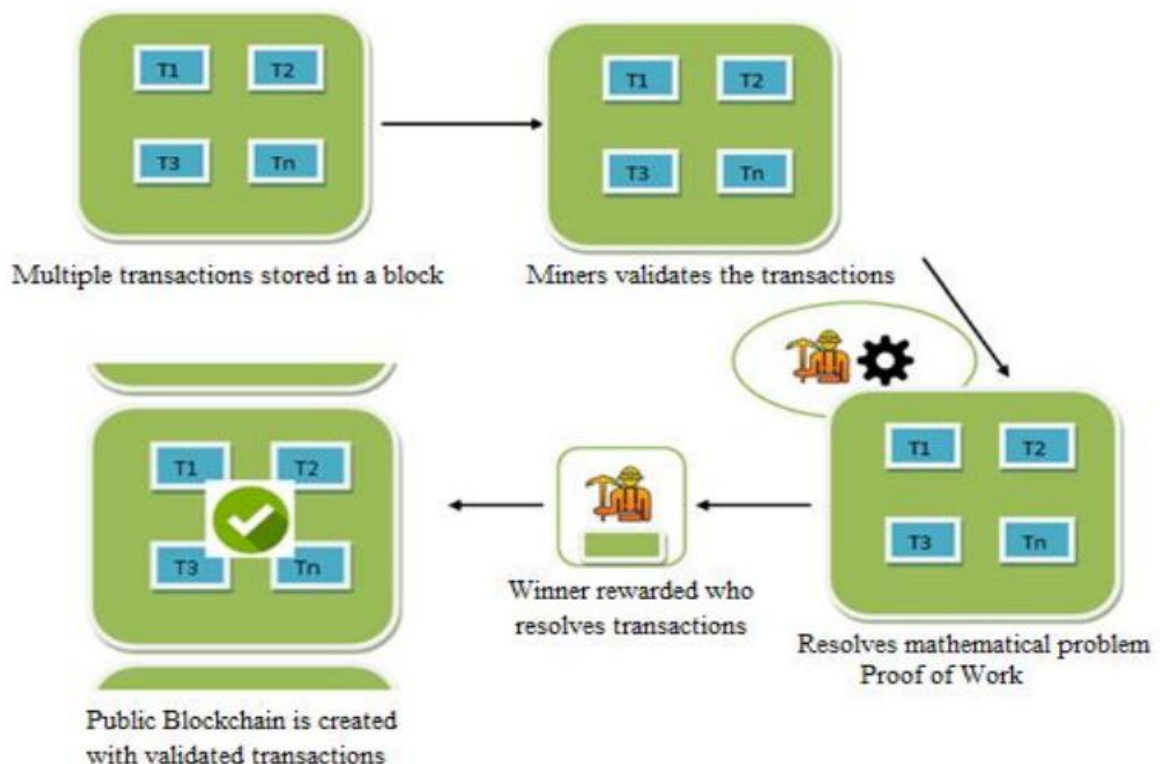 T1 T2
T3 Tn
Multiple transactions stored in a block
T1 T2
T3 Tn
Miners validates the transactions
T1 T2
T3 Tn
Resolves mathematical problem
Proof of Work
Winner rewarded who
resolves transactions
T1 T2
T3 Tn
Public Blockchain is created
with validated transactions